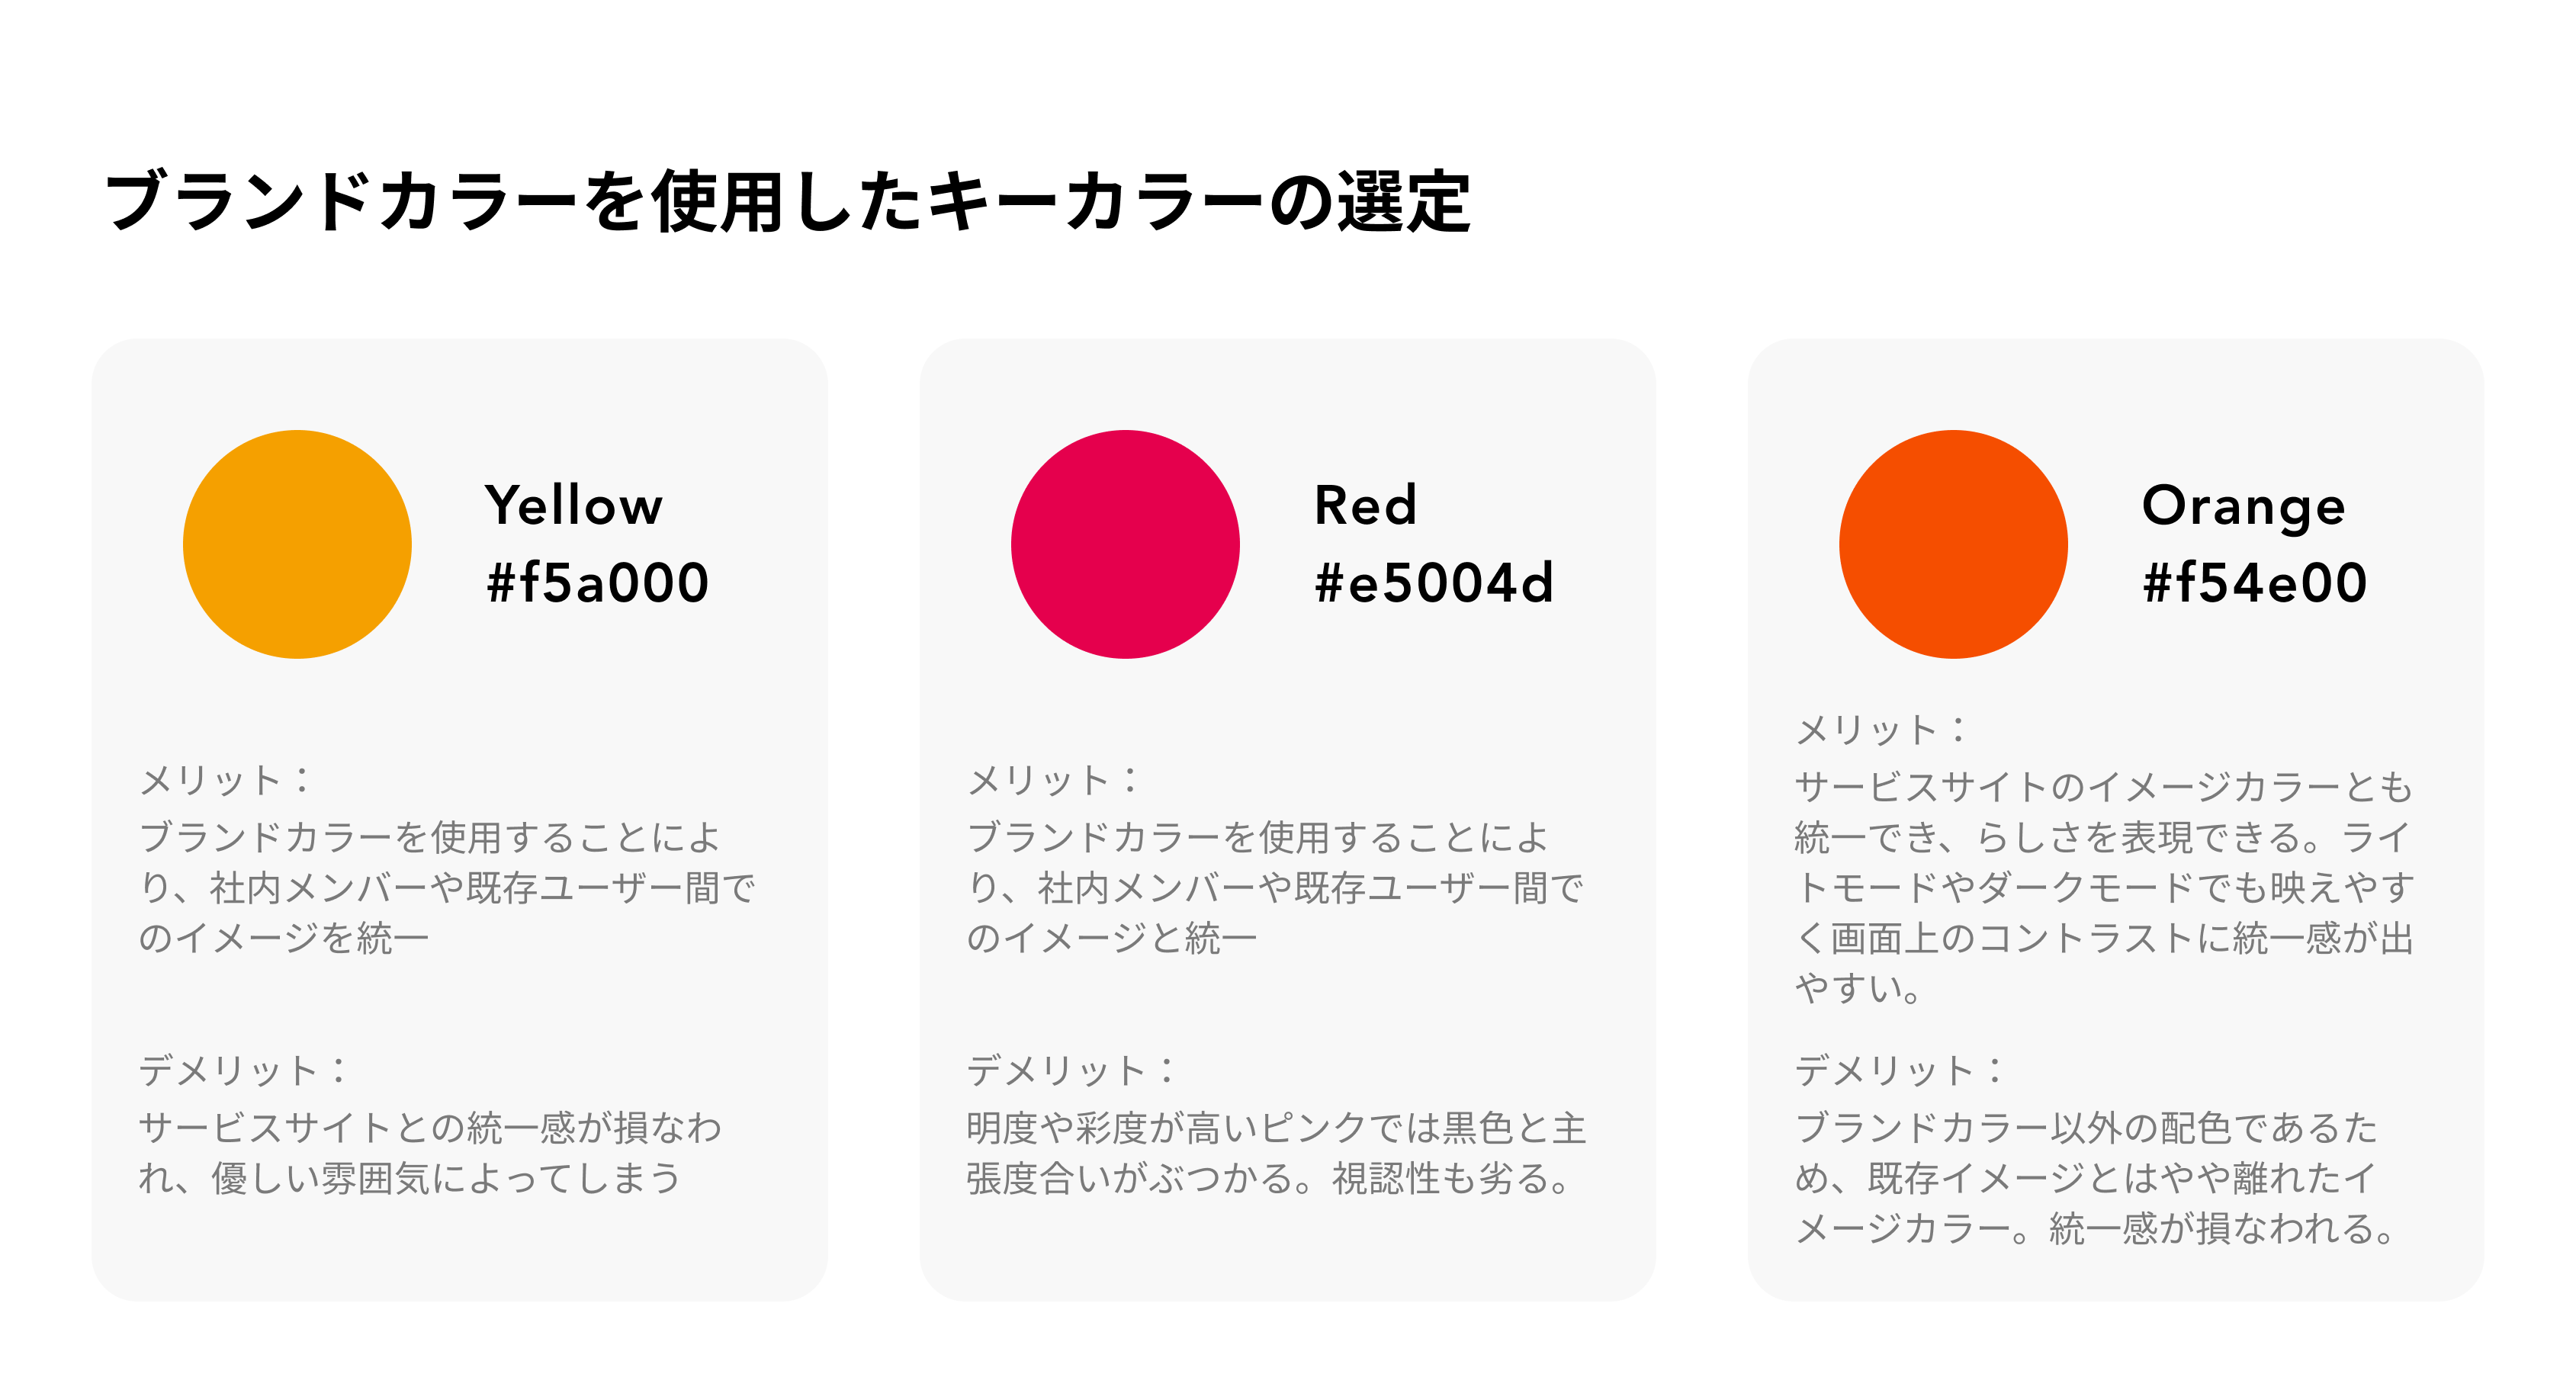 ブランドカラーを使用したキーカラーの選定
Yellow
#f5a000
メリット：
ブランドカラーを使用することによ
り、社内メンバーや既存ユーザー間で
のイメージを統一
デメリット：
サービスサイトとの統一感が損なわ
れ、優しい雰囲気によってしまう
Red
#e5004d
メリット：
ブランドカラーを使用することによ
り、社内メンバーや既存ユーザー間で
のイメージと統一
デメリット：
明度や彩度が高いピンクでは黒色と主
張度合いがぶつかる。視認性も劣る。
Orange
#f54e00
メリット：
サービスサイトのイメージカラーとも
統一でき、らしさを表現できる。ライ
トモードやダークモードでも映えやす
く画面上のコントラストに統一感が出
やすい。
デメリット：
ブランドカラー以外の配色であるた
め、既存イメージとはやや離れたイ
メージカラー。統一感が損なわれる。